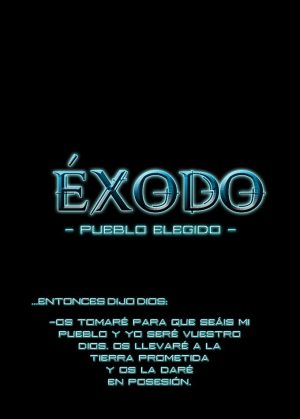 ÉXODO
- PUEBLO ELEGIDO -
...ENTONCES DIJO DIOS:
-OS TOMARÉ PARA QUE SEÁIS MI
PUEBLO Y YO SERÉ VUESTRO
DIOS. OS LLEVARÉ A LA
TIERRA PROMETIDA
Y OS LA DARÉ
EN POSESIÓN.